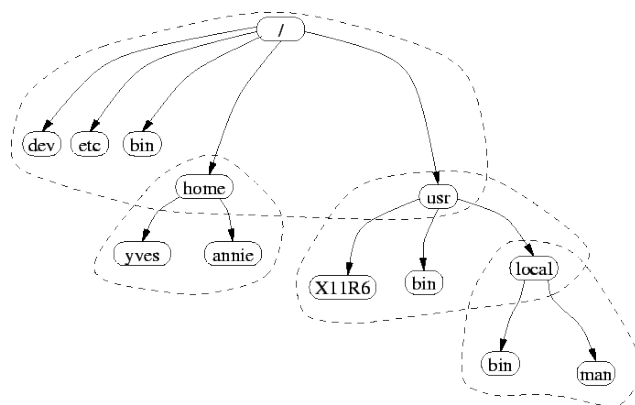 /
dev etc bin
home usr
yves annie X11R6 bin local
bin man